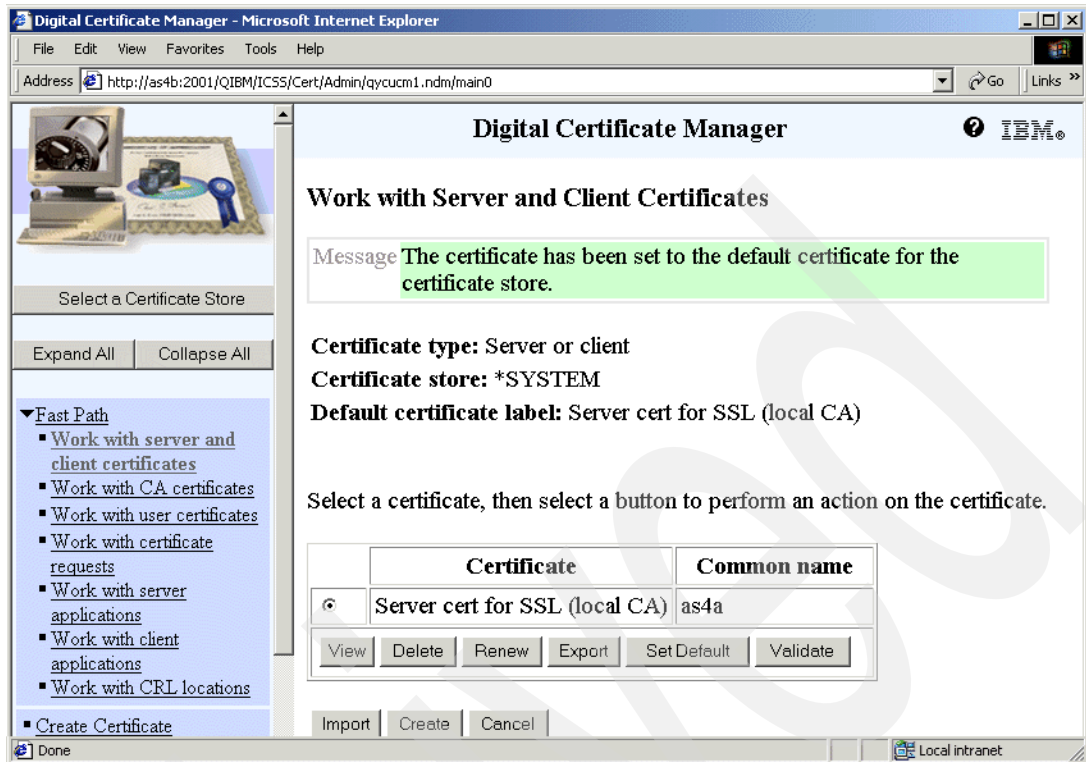 Digital Certificate Manager - Microsoft Internet Explorer
File Edit View Favorites Tools Help
Address http://as4b:2001/QIBM/ICSS/Cert/Admin/qycucm1.ndm/main0 Go Links »
Select a Certificate Store
Expand All Collapse All
Fast Path
Work with server and
client certificates
Work with CA certificates
Work with user certificates
Work with certificate
requests
Work with server
applications
Work with client
applications
Work with CRL locations
Create Certificate
Digital Certificate Manager ? IBM®
Work with Server and Client Certificates
Message The certificate has been set to the default certificate for the
certificate store.
Certificate type: Server or client
Certificate store: *SYSTEM
Default certificate label: Server cert for SSL (local CA)
Select a certificate, then select a button to perform an action on the certificate.
Certificate Common name
Server cert for SSL (local CA) as4a
View Delete Renew Export Set Default Validate
Import Create Cancel
Done Local intranet